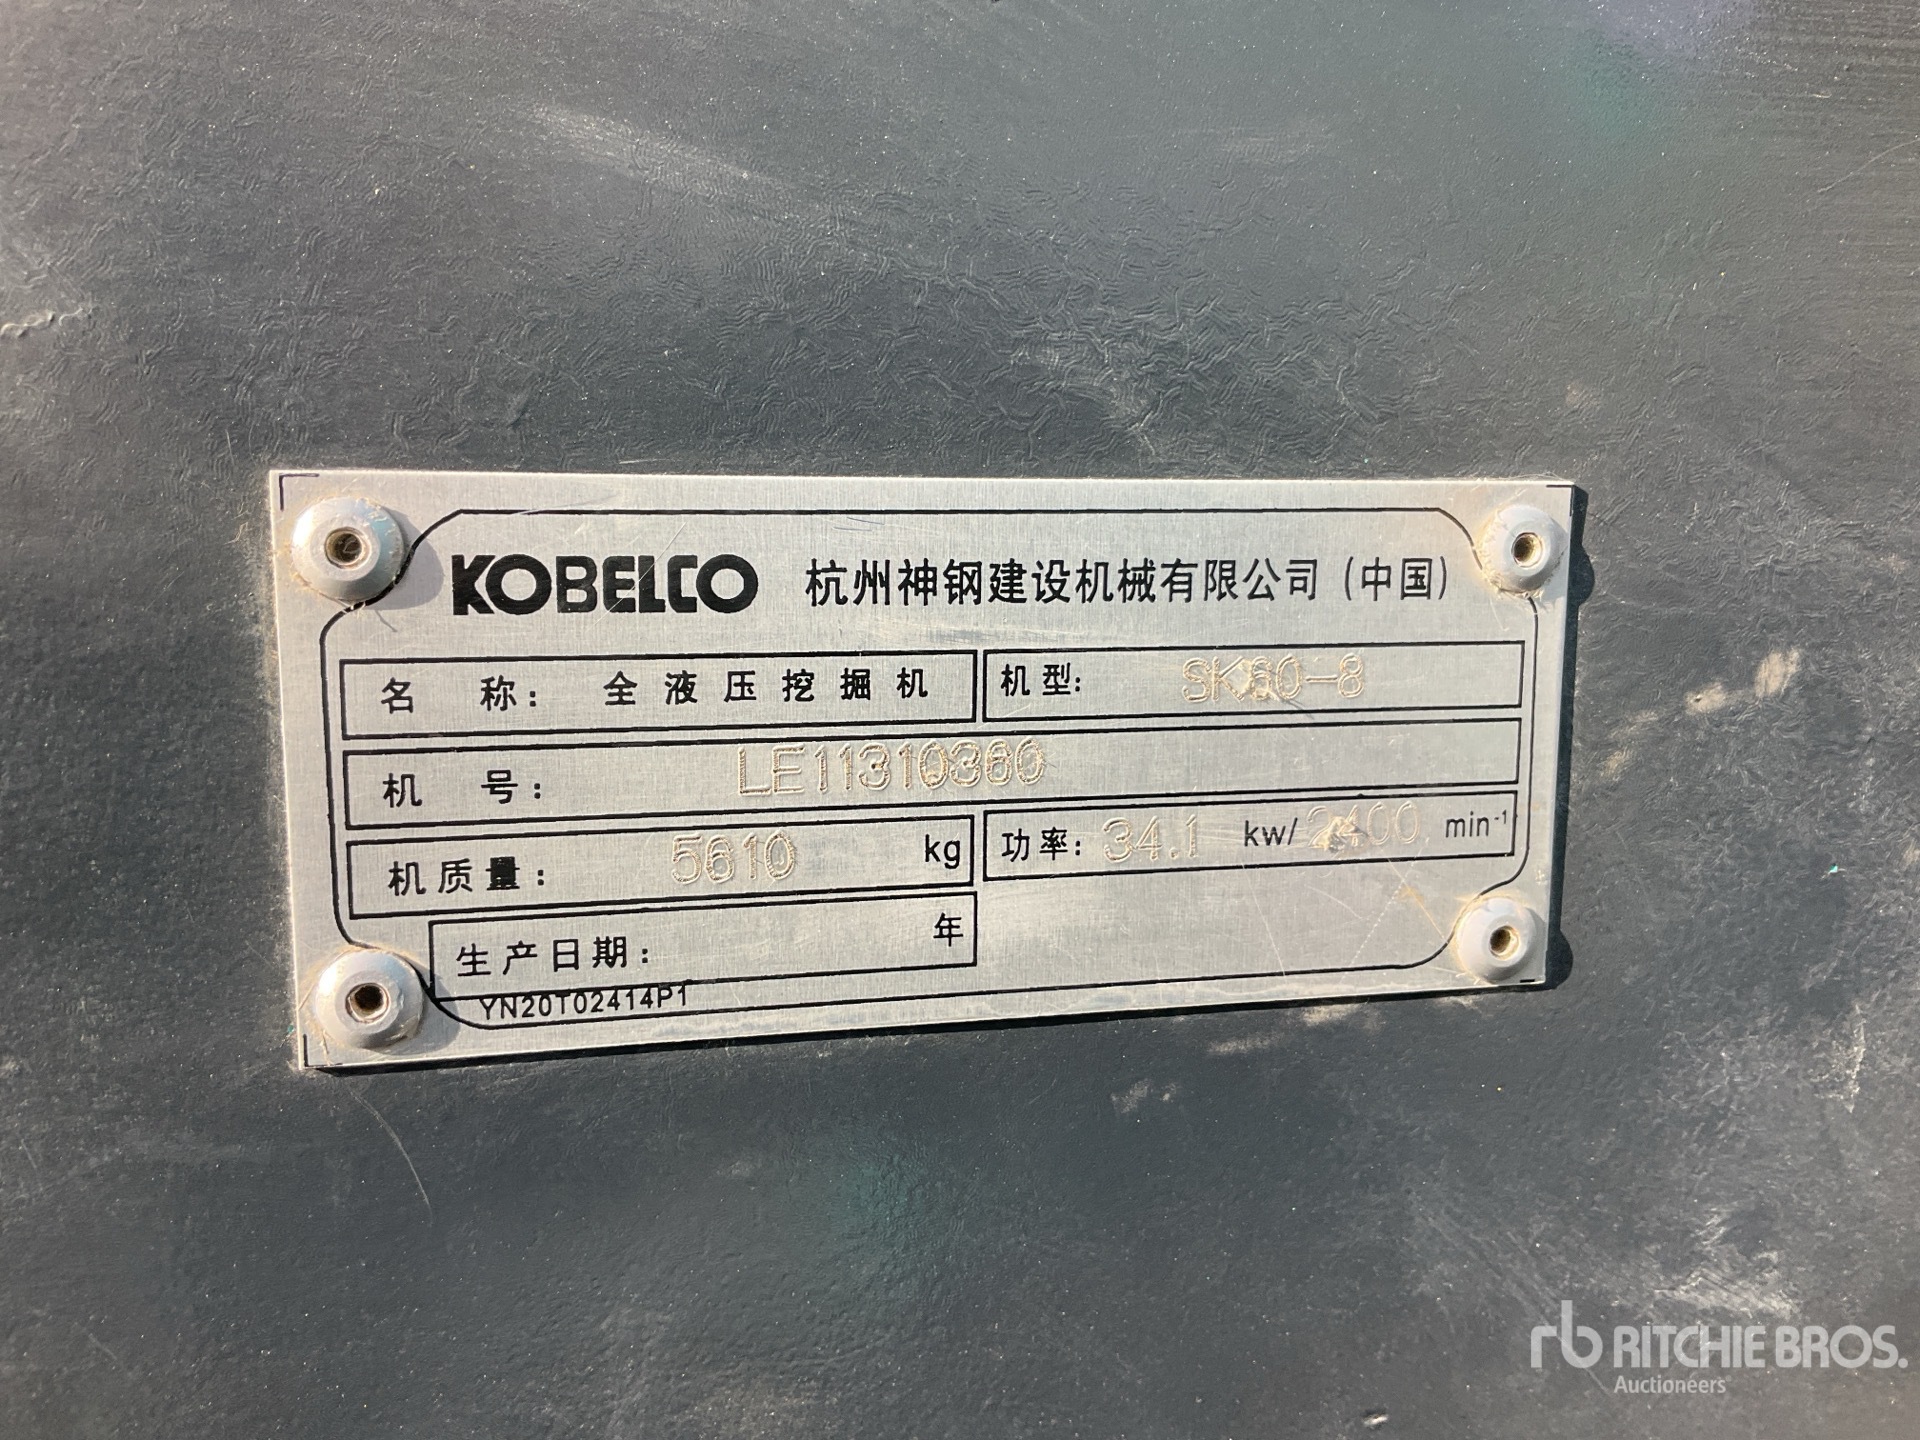 KOBELCO 杭州神钢建设机械有限公司（中国）
名 称： 全液压挖掘机 机型： SK60-8
机 号： LE11310360
机质量： 5610 kg 功率： 34.1 kw/ 2400 min⁻¹
生产日期： 年
YN20T02414P1
rb RITCHIE BROS.
Auctioneers